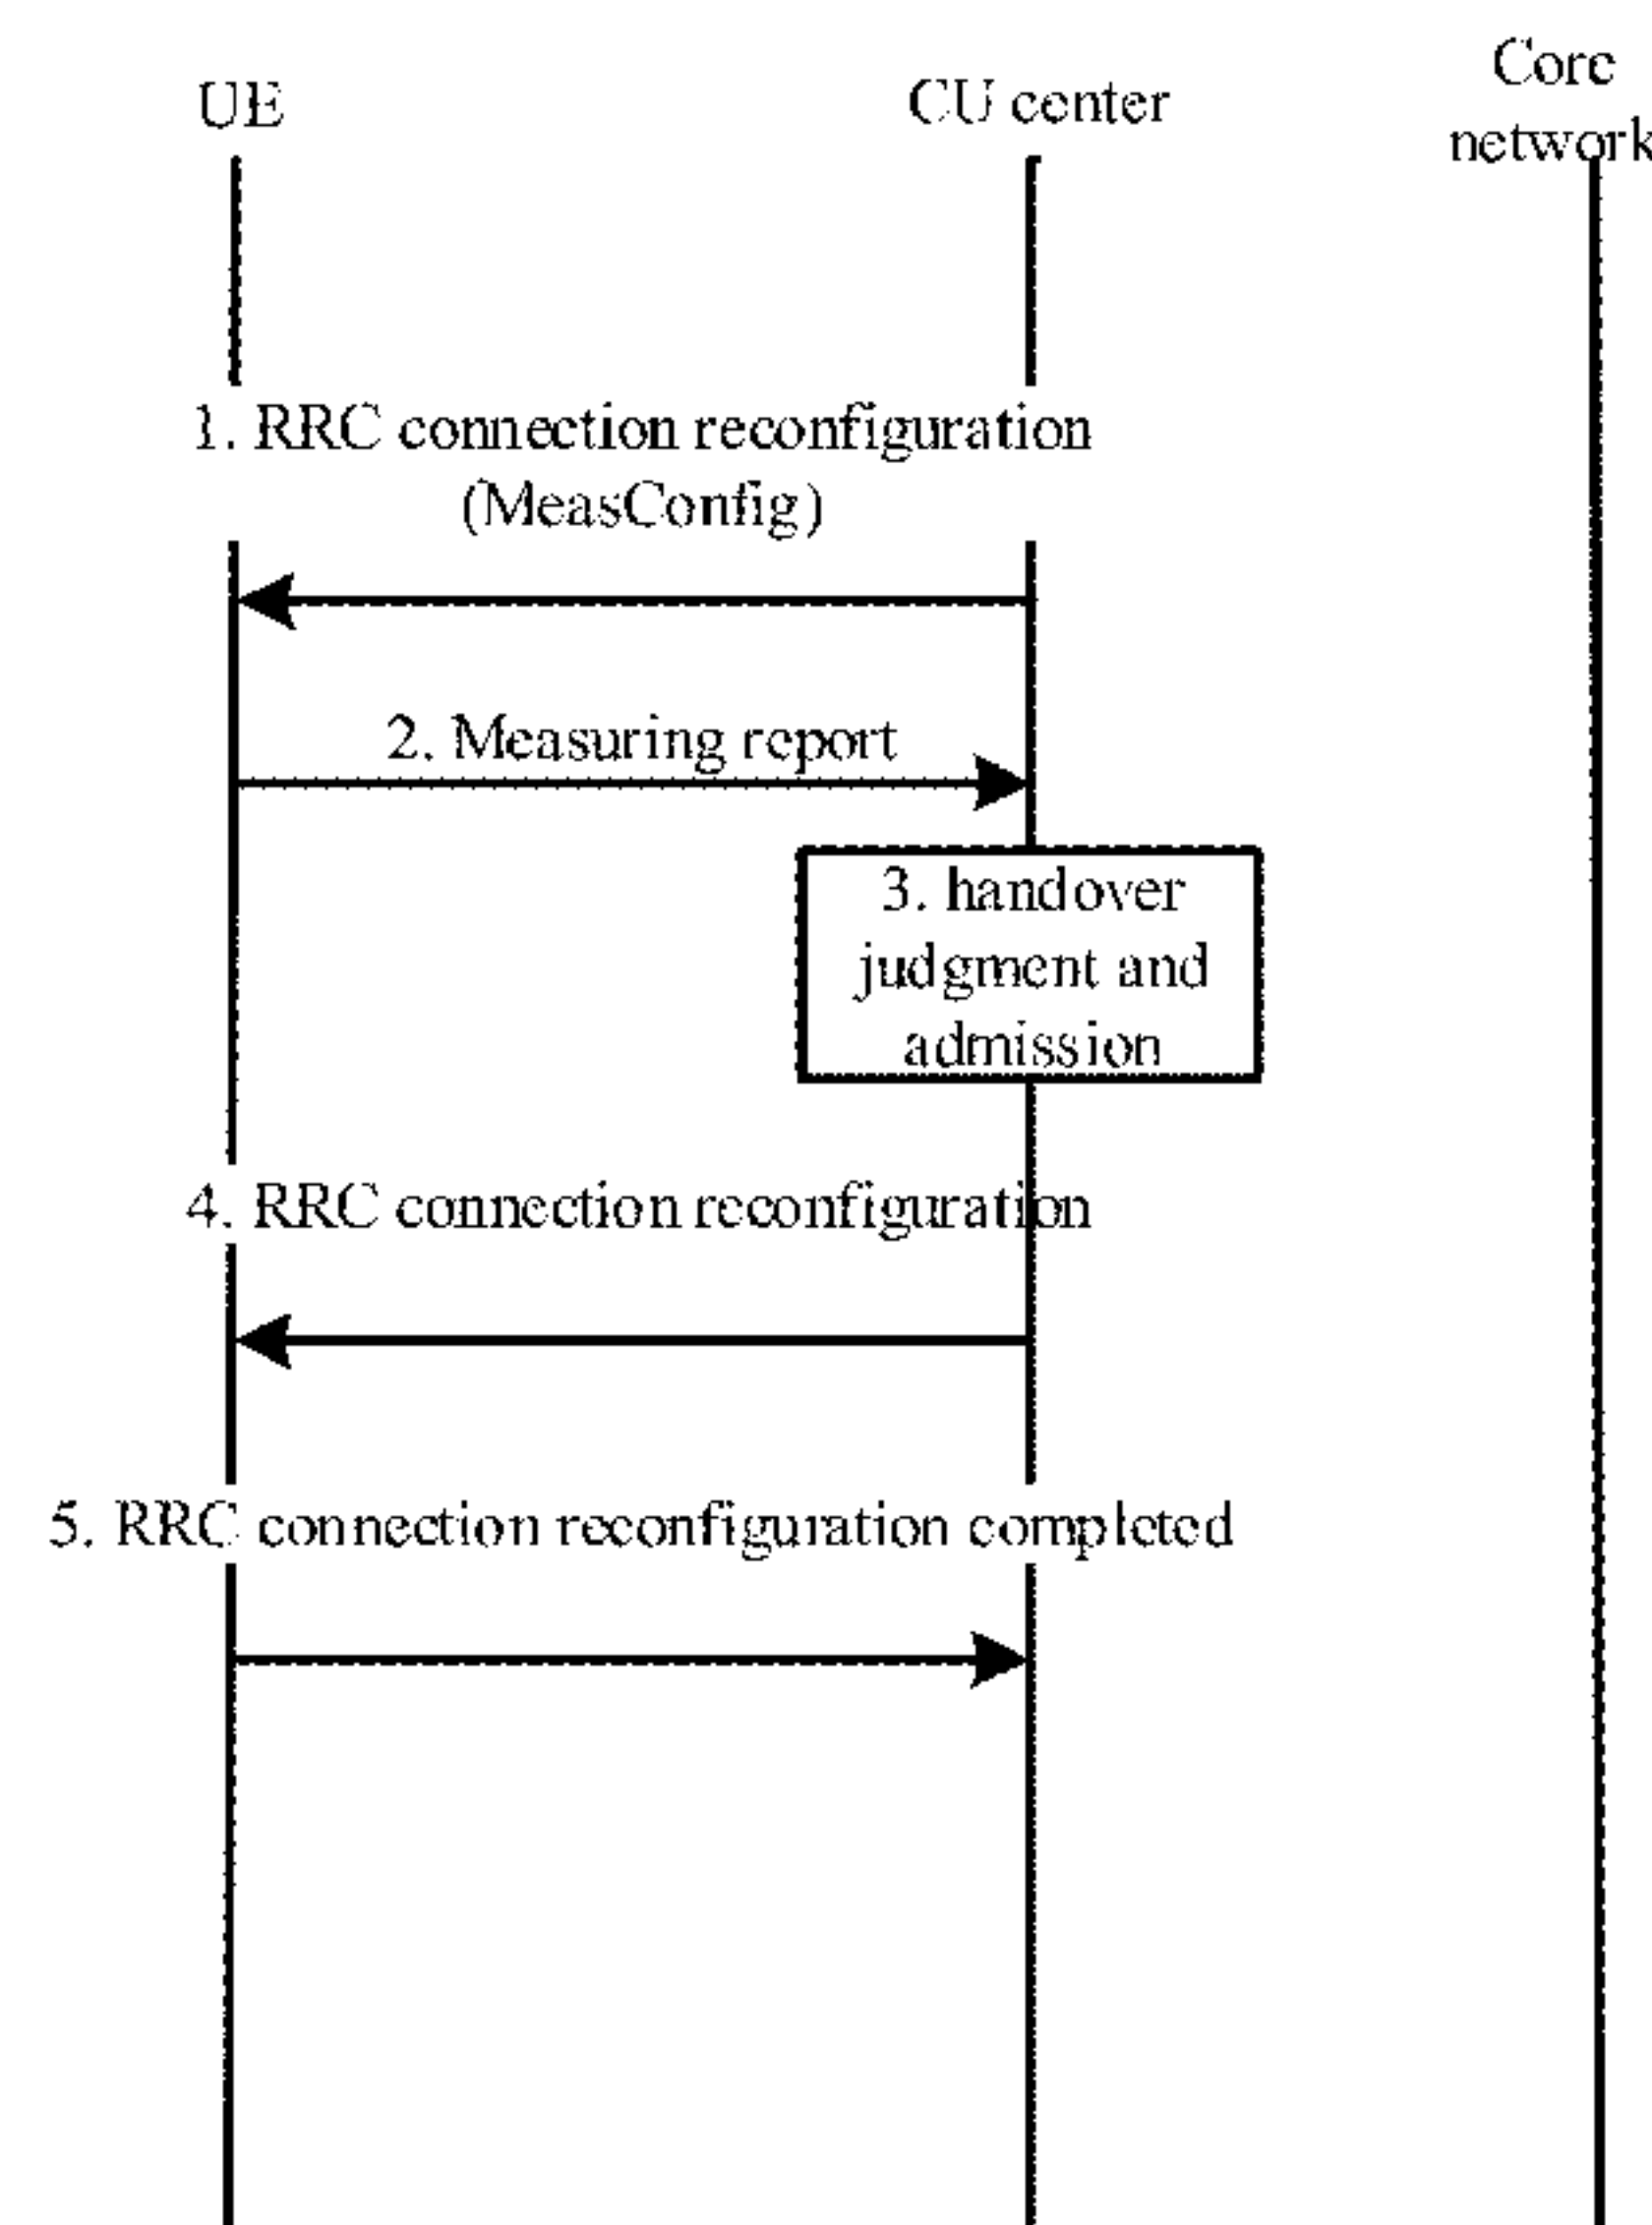 UE
CU center
Core
network
1. RRC connection reconfiguration
(MeasConfig)
2. Measuring report
3. handover
judgment and
admission
4. RRC connection reconfiguration
5. RRC connection reconfiguration completed